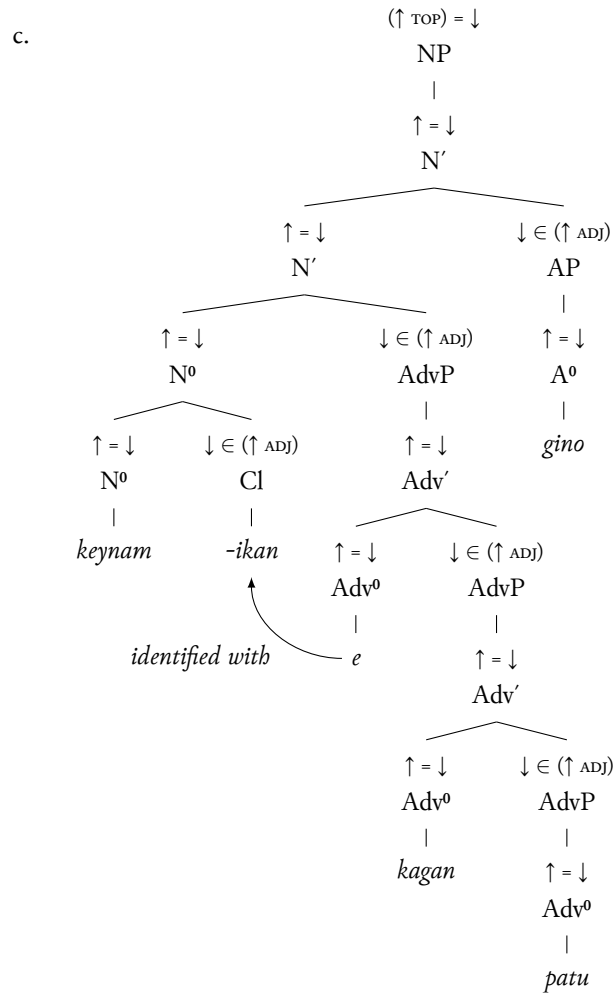 c.
(↑ TOP) = ↓
NP
↑ = ↓
N′
↑ = ↓ ↓ ∈ (↑ ADJ)
N′ AP
↑ = ↓ ↓ ∈ (↑ ADJ) ↑ = ↓
N⁰ AdvP A⁰
↑ = ↓ ↓ ∈ (↑ ADJ) ↑ = ↓ gino
N⁰ Cl Adv′
keynam -ikan ↑ = ↓ ↓ ∈ (↑ ADJ)
Adv⁰ AdvP
identified with e ↑ = ↓
Adv′
↑ = ↓ ↓ ∈ (↑ ADJ)
Adv⁰ AdvP
kagan ↑ = ↓
Adv⁰
patu